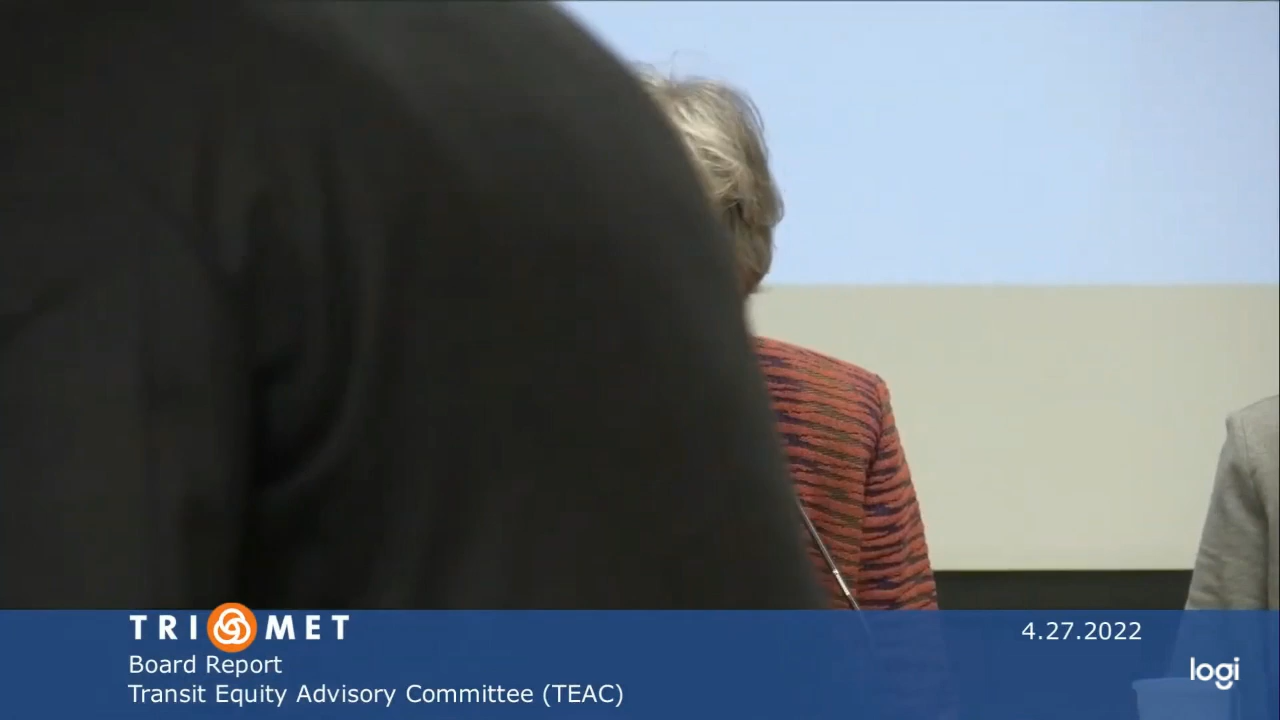 TRI MET
4.27.2022
Board Report
Transit Equity Advisory Committee (TEAC)
logi